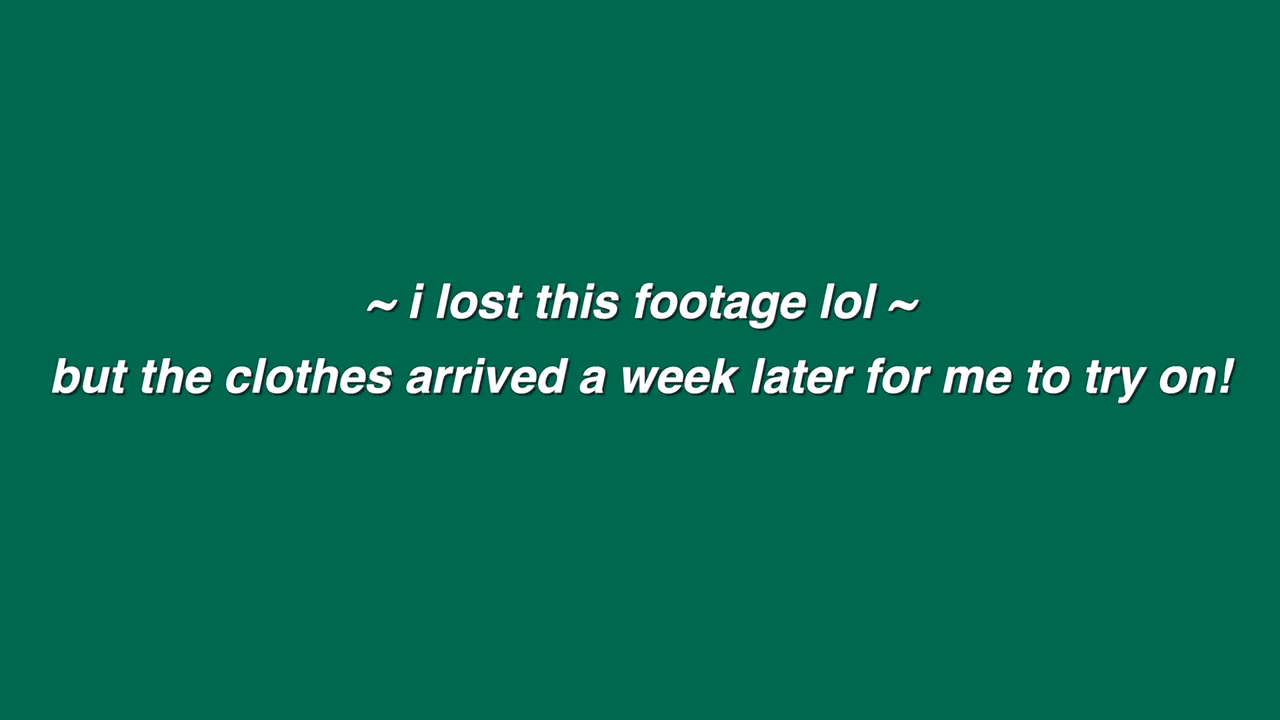 ~ i lost this footage lol ~
but the clothes arrived a week later for me to try on!